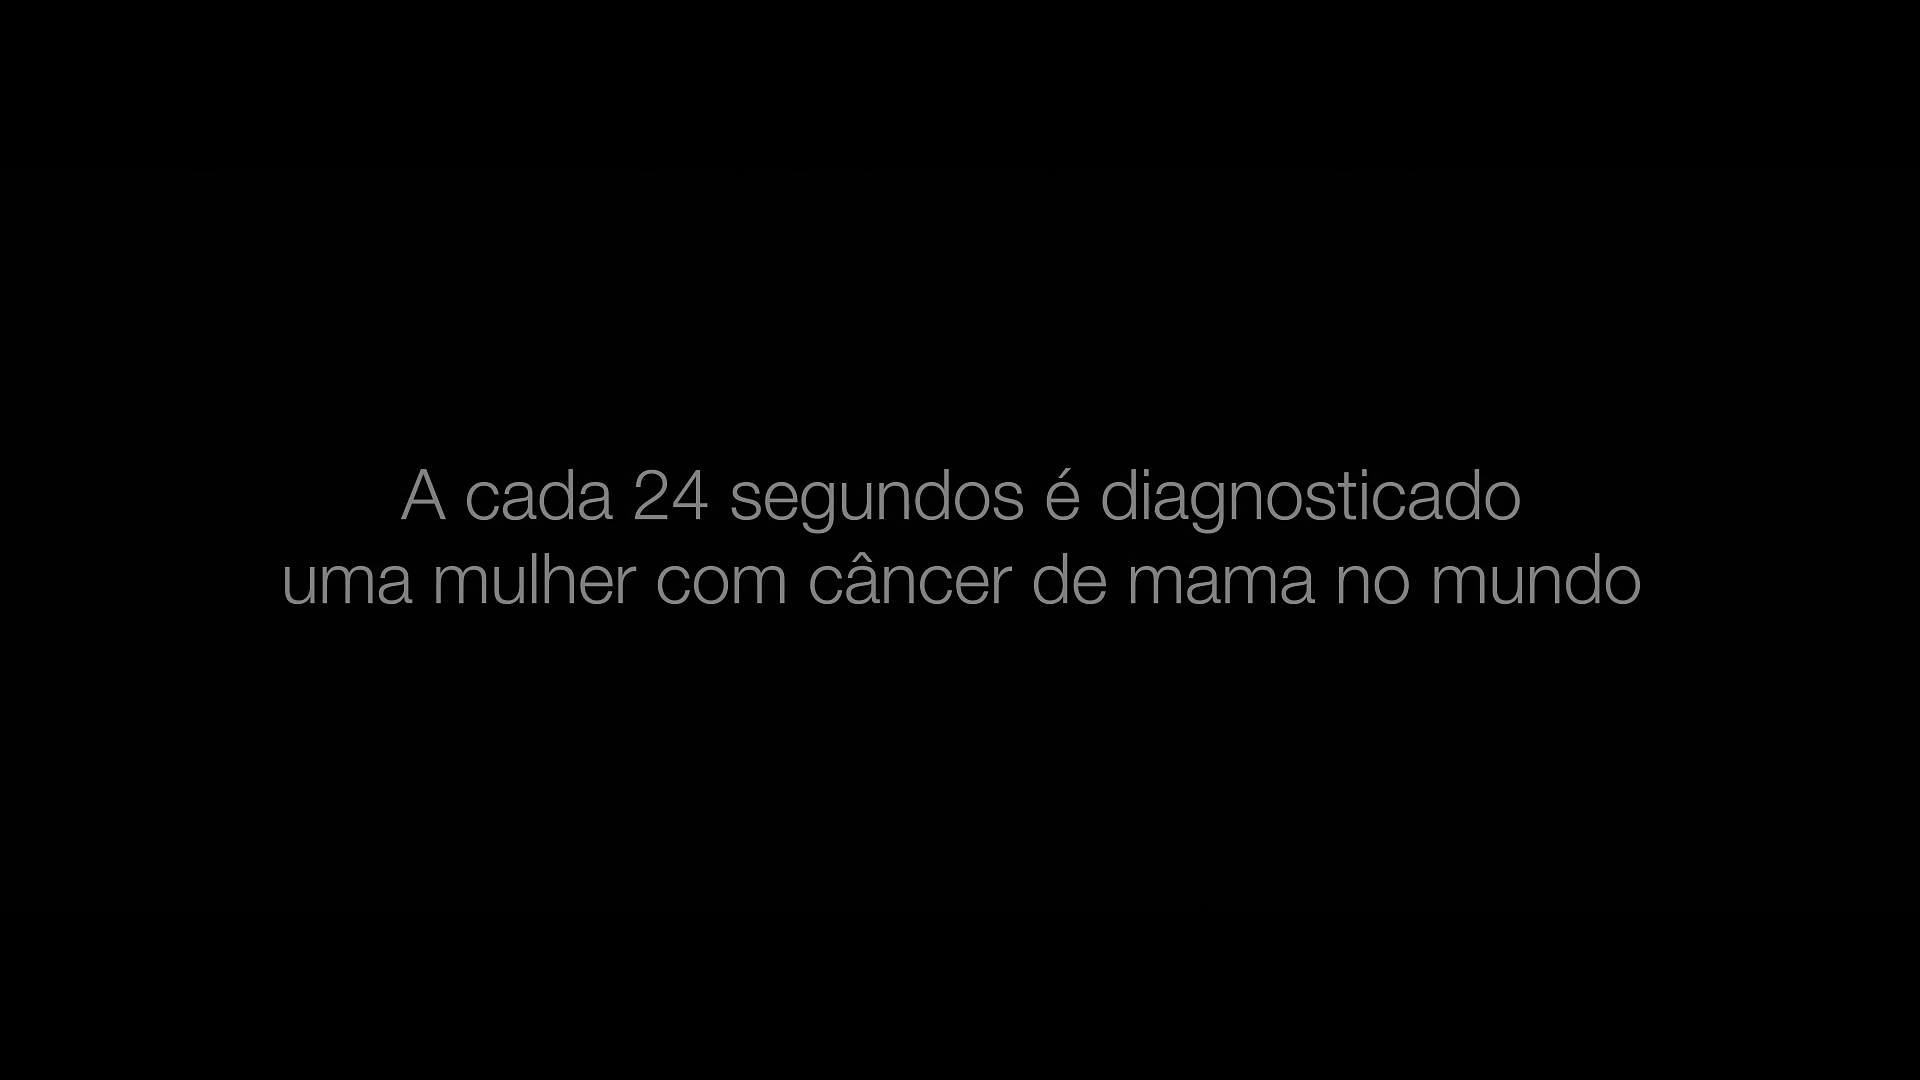 A cada 24 segundos é diagnosticado
uma mulher com câncer de mama no mundo